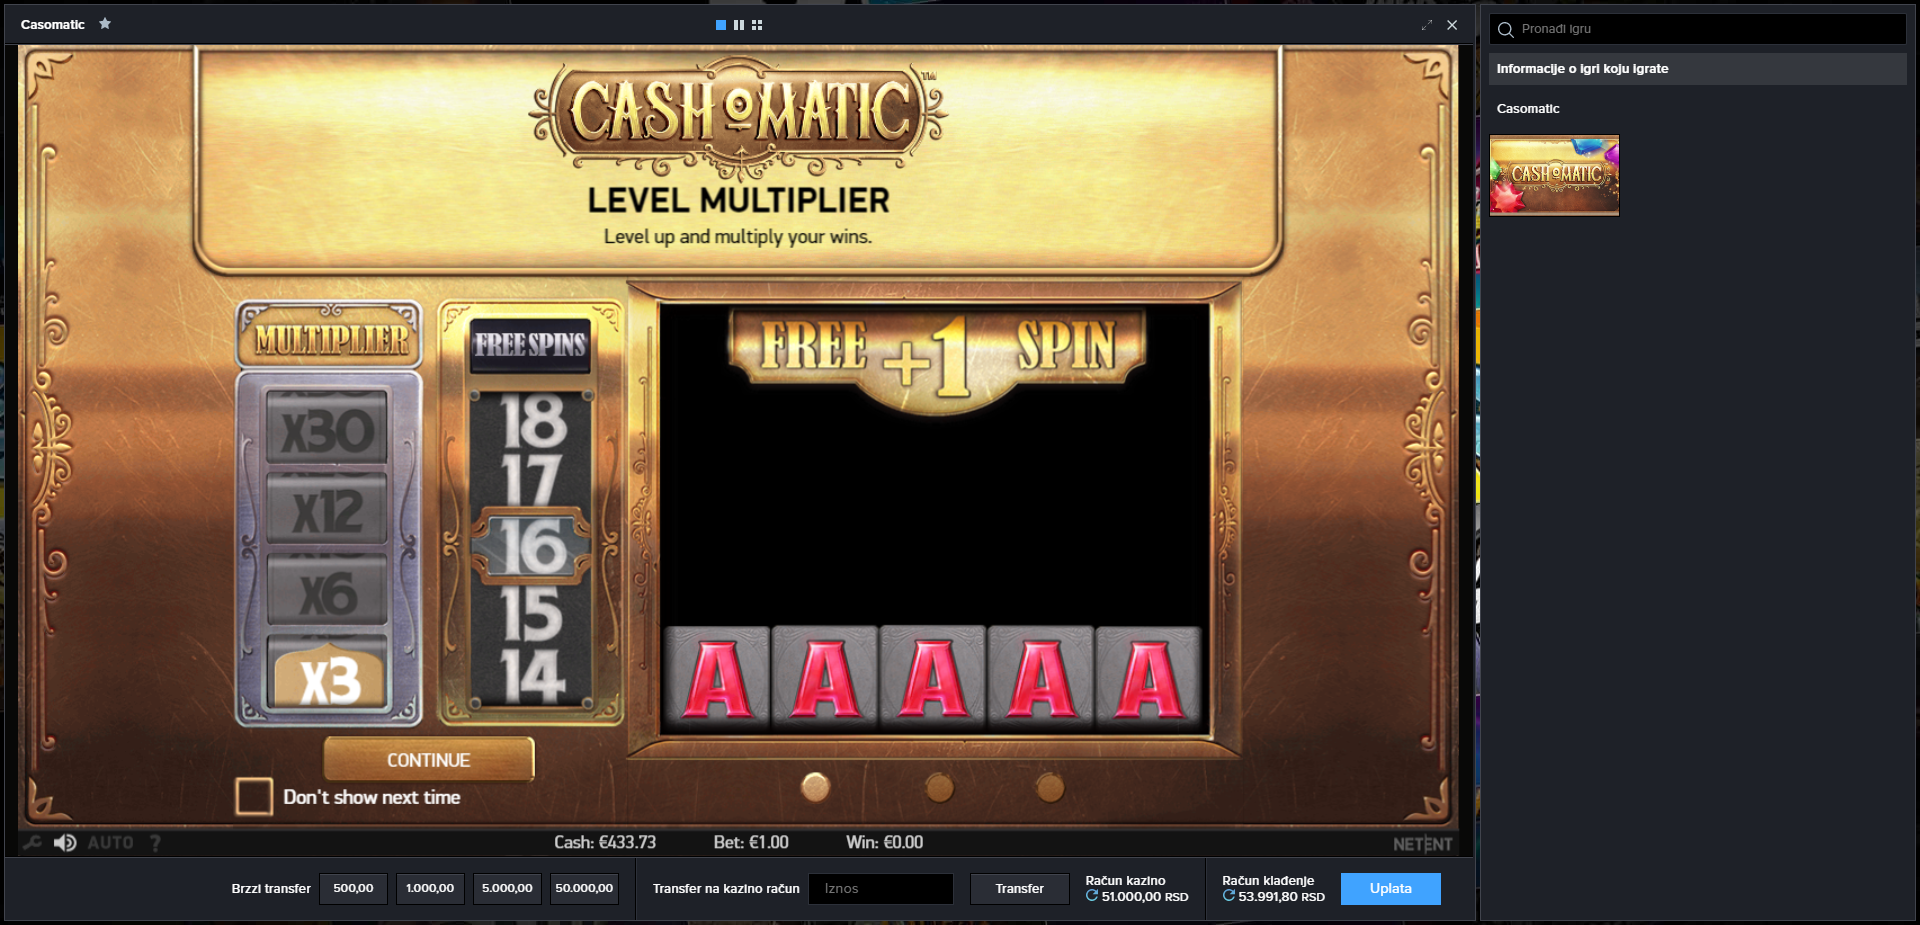 Casomatic
CASH O MATIC™
LEVEL MULTIPLIER
Level up and multiply your wins.
MULTIPLIER
X30
X12
X6
X3
FREE SPINS
18
17
16
15
14
FREE +1 SPIN
A A A A A
CONTINUE
Don't show next time
AUTO ?
Cash: €433.73 Bet: €1.00 Win: €0.00
NETENT
Brzzi transfer 500,00 1.000,00 5.000,00 50.000,00
Transfer na kazino račun Iznos Transfer
Račun kazino
51.000,00 RSD
Račun klađenje
53.991,80 RSD
Uplata
Pronađi igru
Informacije o igri koju igrate
Casomatic
CASH O MATIC